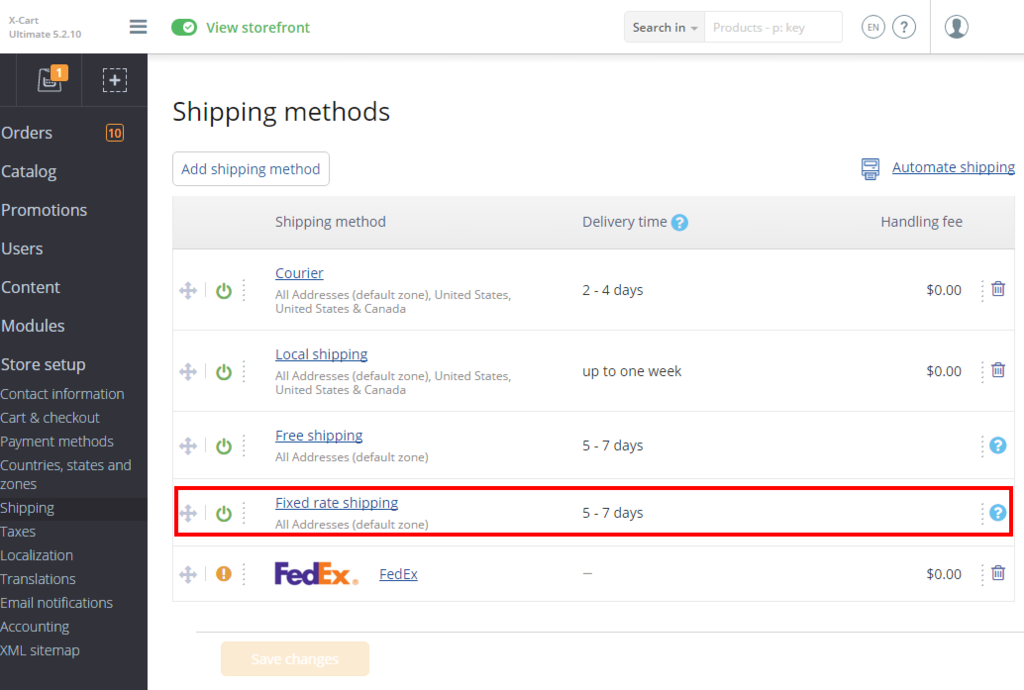 X-Cart
Ultimate 5.2.10
View storefront
Search in
Products - p: key
EN
?
1
Orders 10
Catalog
Promotions
Users
Content
Modules
Store setup
Contact information
Cart & checkout
Payment methods
Countries, states and
zones
Shipping
Taxes
Localization
Translations
Email notifications
Accounting
XML sitemap
Shipping methods
Add shipping method
Automate shipping
Shipping method Delivery time ? Handling fee
Courier
All Addresses (default zone), United States,
United States & Canada
2 - 4 days
$0.00
Local shipping
All Addresses (default zone), United States,
United States & Canada
up to one week
$0.00
Free shipping
All Addresses (default zone)
5 - 7 days
?
Fixed rate shipping
All Addresses (default zone)
5 - 7 days
?
! FedEx. FedEx – $0.00
Save changes